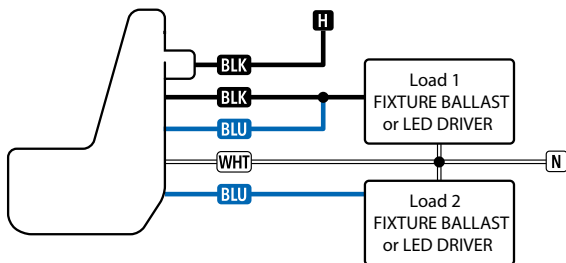 H
BLK
BLK
BLU
WHT
BLU
Load 1
FIXTURE BALLAST
or LED DRIVER
N
Load 2
FIXTURE BALLAST
or LED DRIVER